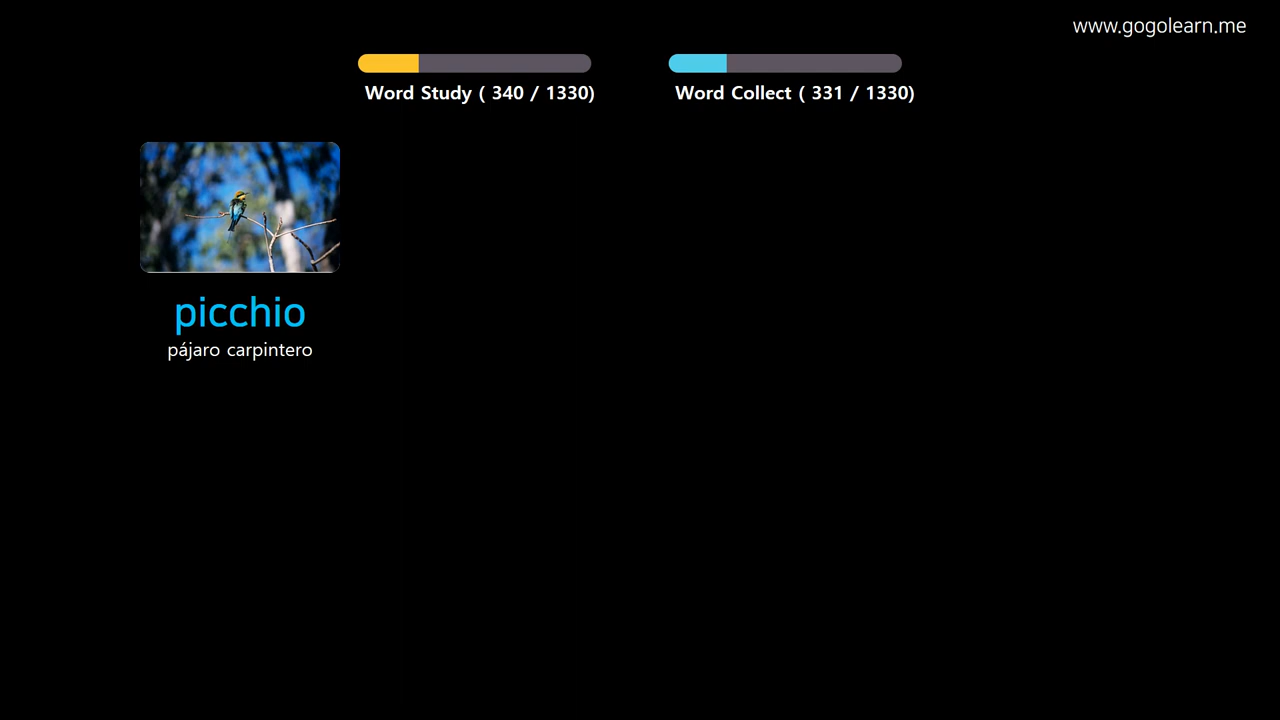 www.gogolearn.me
Word Study ( 340 / 1330)
Word Collect ( 331 / 1330)
picchio
pájaro carpintero